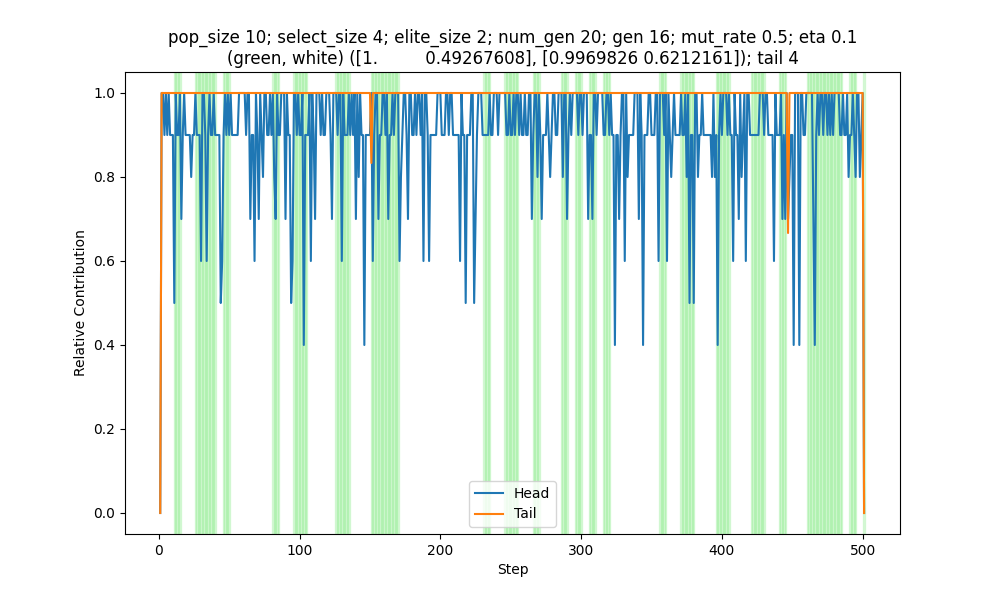 pop_size 10; select_size 4; elite_size 2; num_gen 20; gen 16; mut_rate 0.5; eta 0.1
(green, white) ([1. 0.49267608], [0.9969826 0.6212161]); tail 4
1.0
0.8
0.6
0.4
0.2
0.0
Relative Contribution
Head
Tail
0 100 200 300 400 500
Step